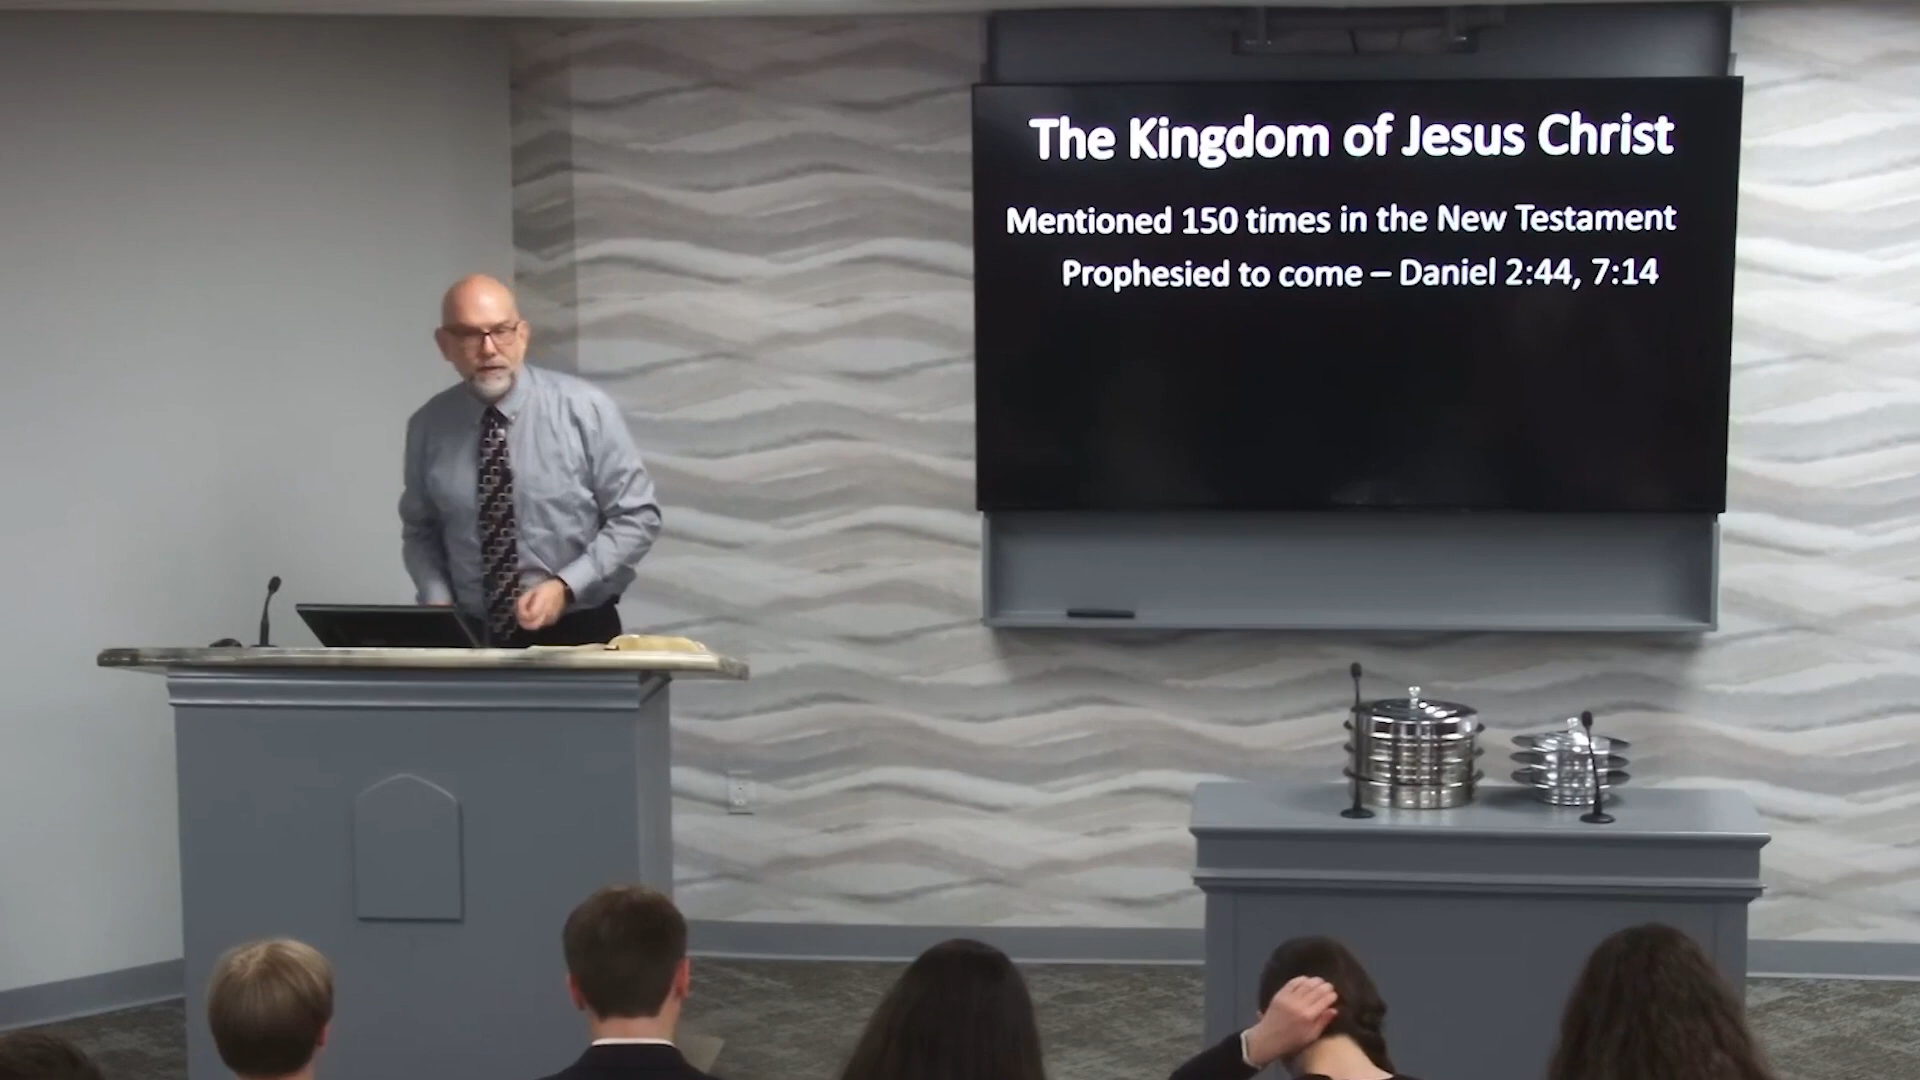 The Kingdom of Jesus Christ
Mentioned 150 times in the New Testament
Prophesied to come – Daniel 2:44, 7:14